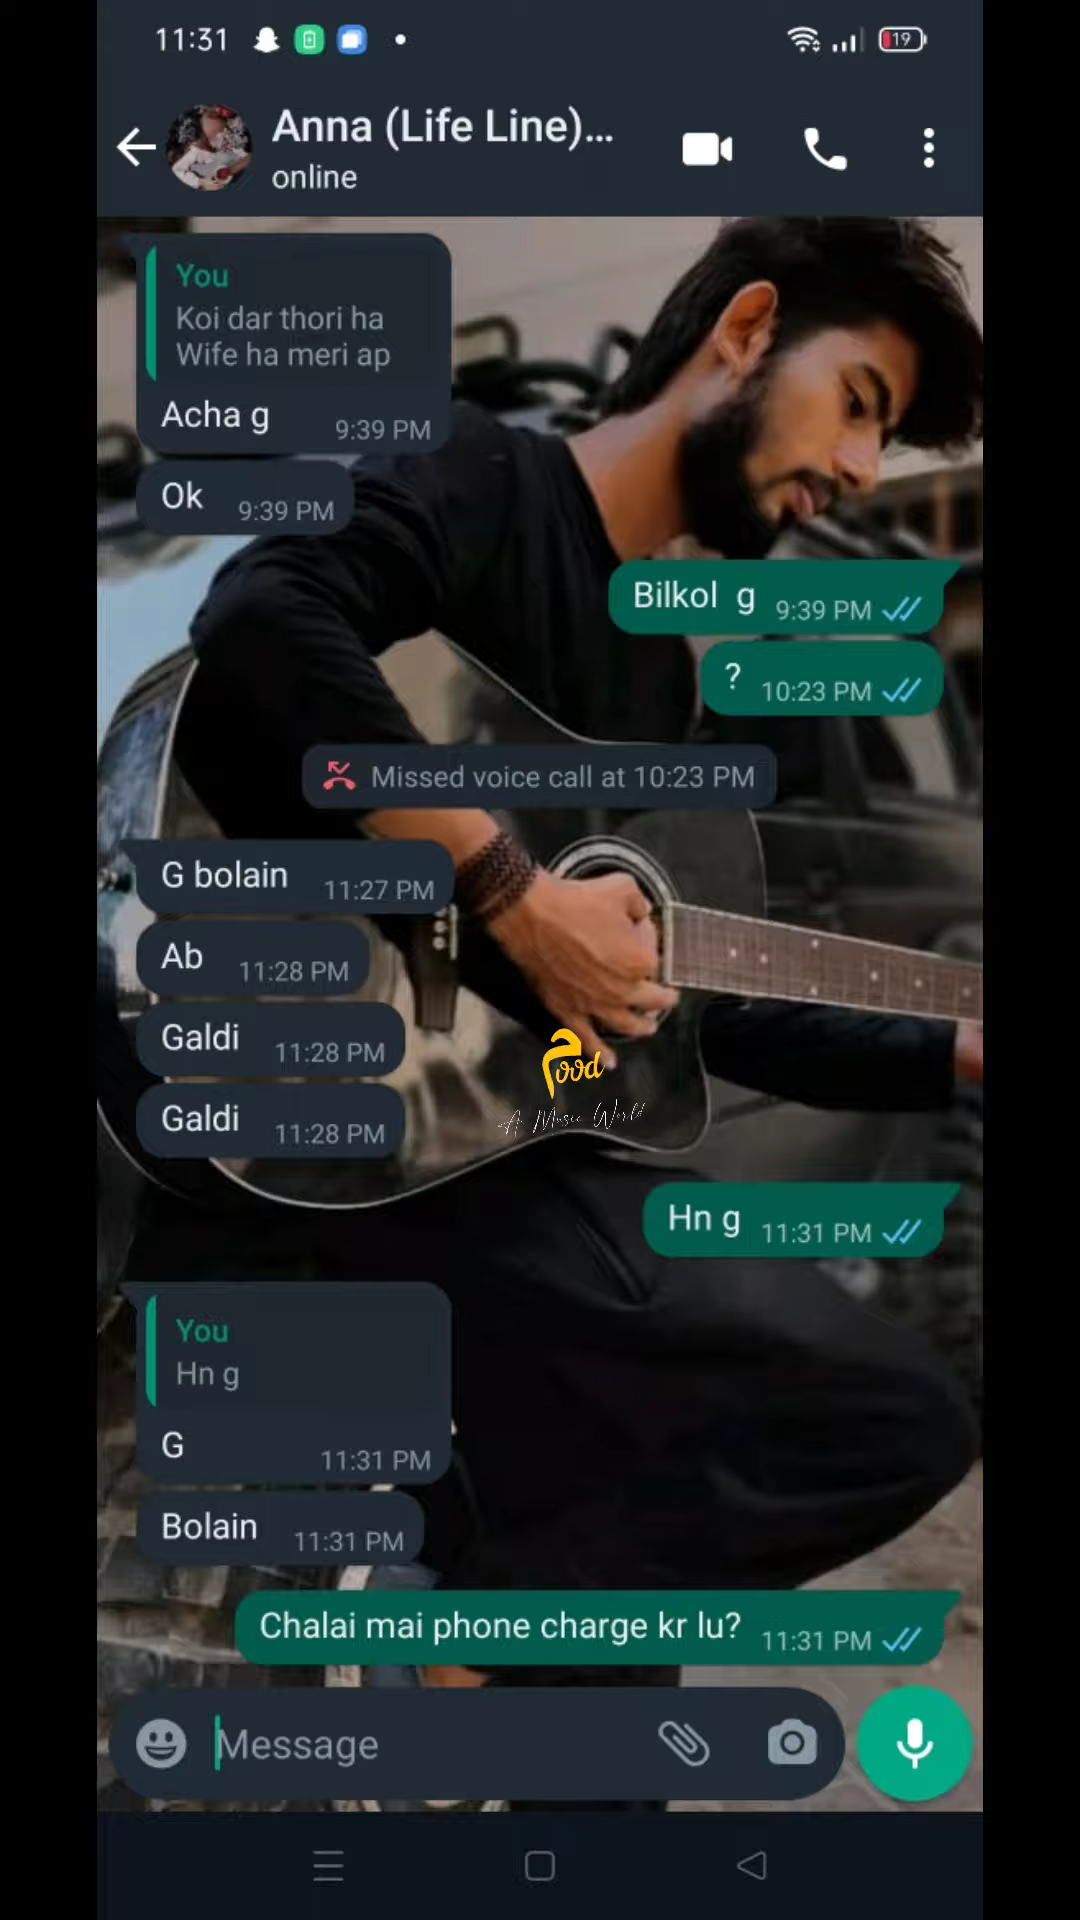 11:31
19
Anna (Life Line)...
online
You
Koi dar thori ha
Wife ha meri ap
Acha g 9:39 PM
Ok 9:39 PM
Bilkol g 9:39 PM
? 10:23 PM
Missed voice call at 10:23 PM
G bolain 11:27 PM
Ab 11:28 PM
Galdi 11:28 PM
Galdi 11:28 PM
ood
A Music World
Hn g 11:31 PM
You
Hn g
G 11:31 PM
Bolain 11:31 PM
Chalai mai phone charge kr lu? 11:31 PM
Message